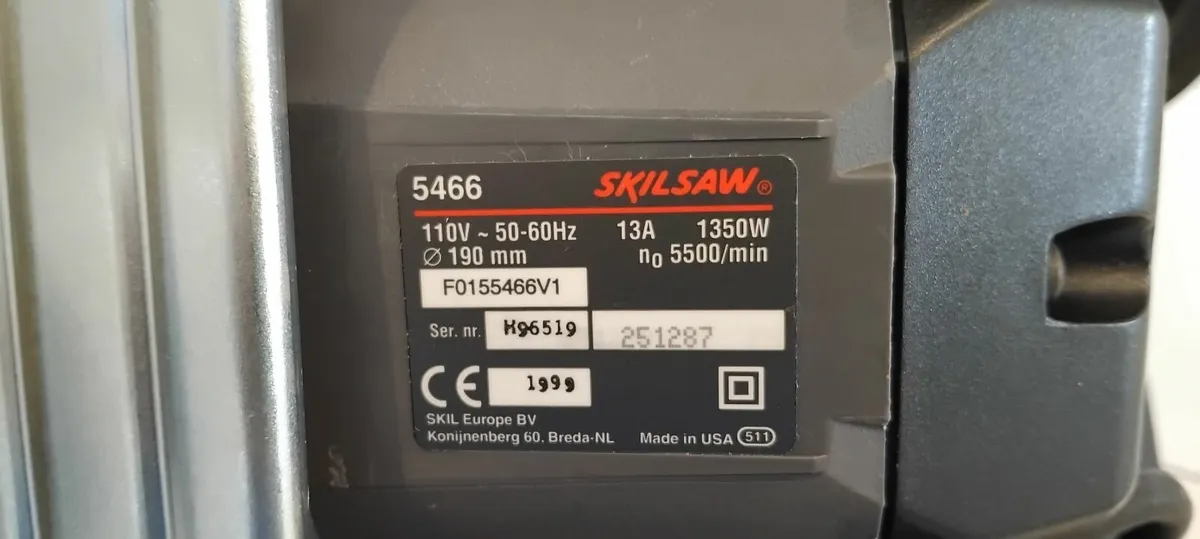 5466 SKILSAW®
110V ~ 50-60Hz 13A 1350W
Ø 190 mm n₀ 5500/min
F0155466V1
Ser. nr. H96519 251287
CE 1999
SKIL Europe BV
Konijnenberg 60. Breda-NL Made in USA 511